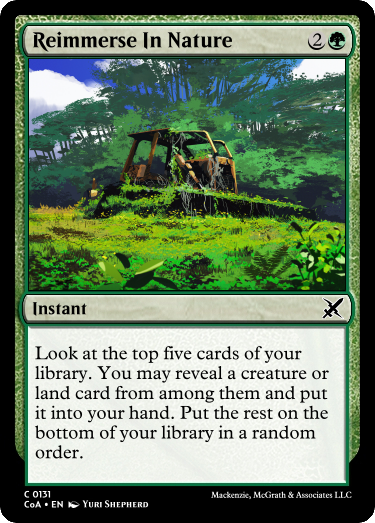 Reimmerse In Nature 2
Instant
Look at the top five cards of your
library. You may reveal a creature or
land card from among them and put
it into your hand. Put the rest on the
bottom of your library in a random
order.
C 0131
CoA • EN Yuri Shepherd
Mackenzie, McGrath & Associates LLC